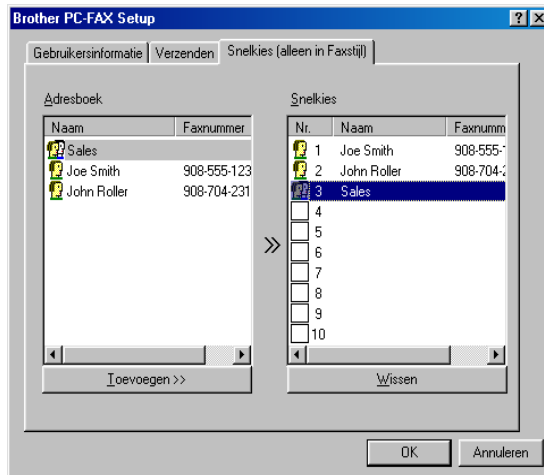 Brother PC-FAX Setup
Gebruikersinformatie Verzenden Snelkies (alleen in Faxstijl)
Adresboek
Naam Faxnummer
Sales
Joe Smith 908-555-123
John Roller 908-704-231
Toevoegen >>
>>
Snelkies
Nr. Naam Faxnumm
1 Joe Smith 908-555-
2 John Roller 908-704-
3 Sales
4
5
6
7
8
9
10
Wissen
OK Annuleren